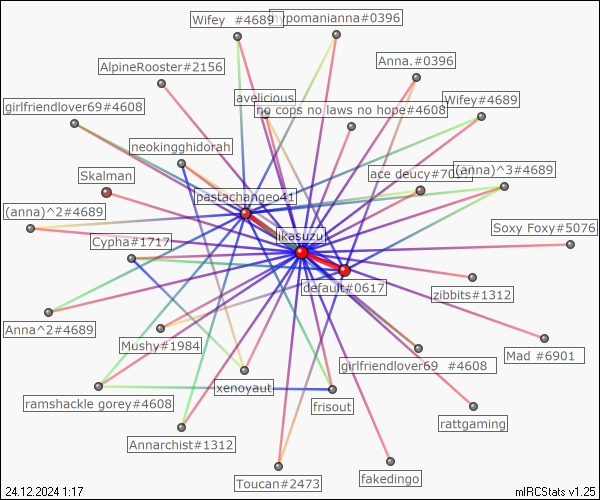 Wifey  #4689
hypomanianna#0396
AlpineRooster#2156
Anna.#0396
avelicious
girlfriendlover69#4608
no cops no laws no hope#4608
Wifey#4689
neokingghidorah
Skalman
ace deucy#7011
(anna)^3#4689
pastachangeo41
(anna)^2#4689
Cypha#1717
ikasuzu
Soxy Foxy#5076
default#0617
zibbits#1312
Anna^2#4689
Mushy#1984
girlfriendlover69  #4608
Mad #6901
xenoyaut
ramshackle gorey#4608
frisout
rattgaming
Annarchist#1312
Toucan#2473
fakedingo
24.12.2024 1:17
mIRCStats v1.25